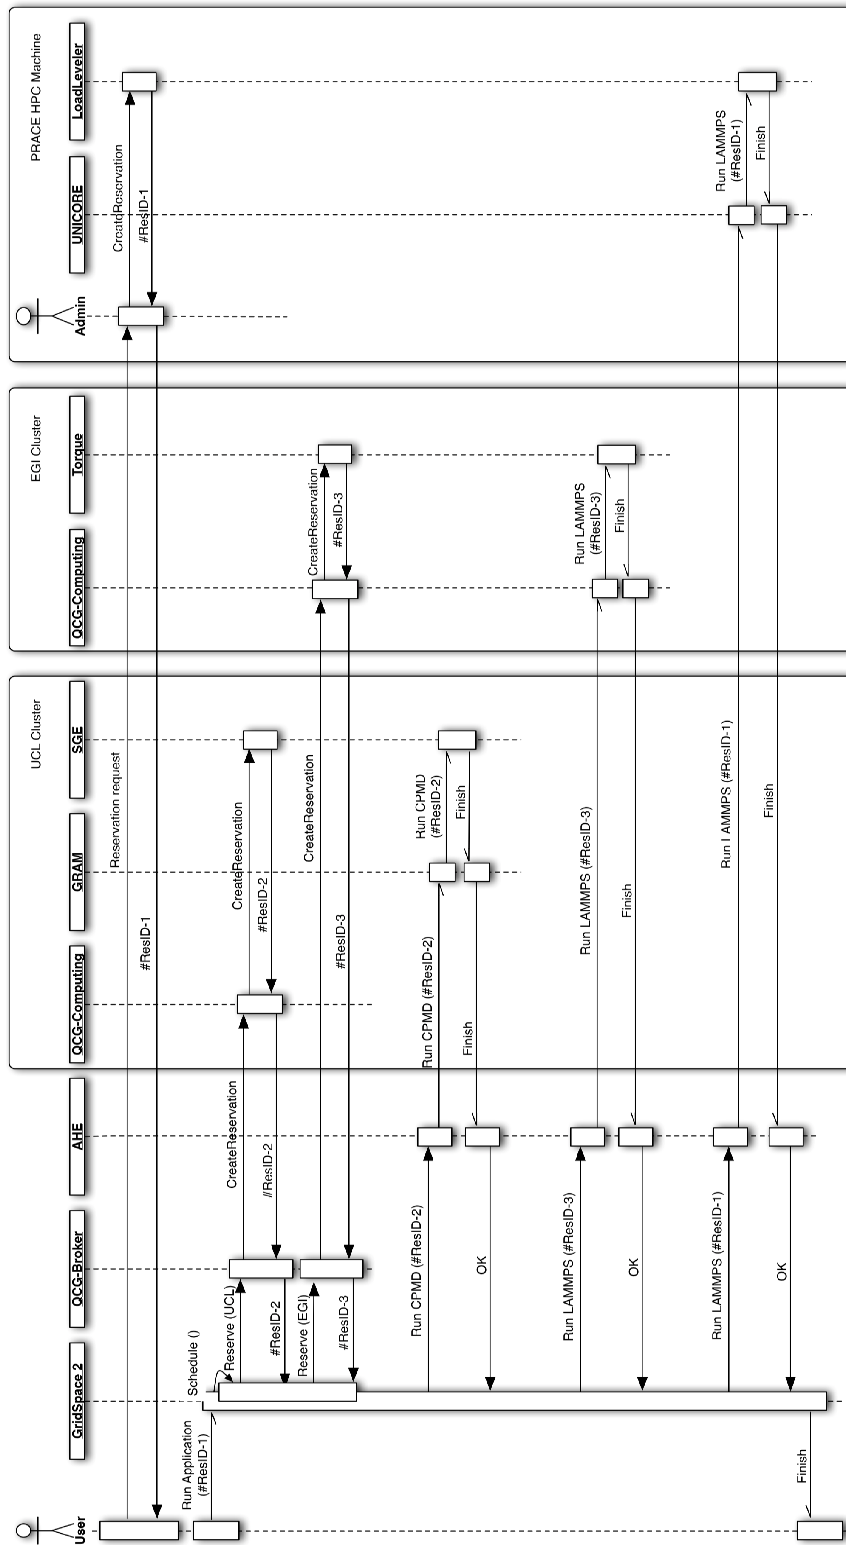 UCL Cluster
EGI Cluster
PRACE HPC Machine
User
GridSpace 2
QCG-Broker
AHE
QCG-Computing
GRAM
SGE
QCG-Computing
Torque
Admin
UNICORE
LoadLeveler
Reservation request
CreateReservation
#ResID-1
#ResID-1
Run Application
(#ResID-1)
Schedule ()
Reserve (UCL)
CreateReservation
CreateReservation
#ResID-2
#ResID-2
#ResID-2
Reserve (EGI)
CreateReservation
CreateReservation
#ResID-3
#ResID-3
#ResID-3
Run CPMD (#ResID-2)
Run CPMD (#ResID-2)
Run CPMD
(#ResID-2)
Finish
Finish
OK
Run LAMMPS (#ResID-3)
Run LAMMPS (#ResID-3)
Run LAMMPS
(#ResID-3)
Finish
Finish
OK
Run LAMMPS (#ResID-1)
Run LAMMPS (#ResID-1)
Run LAMMPS
(#ResID-1)
Finish
Finish
OK
Finish